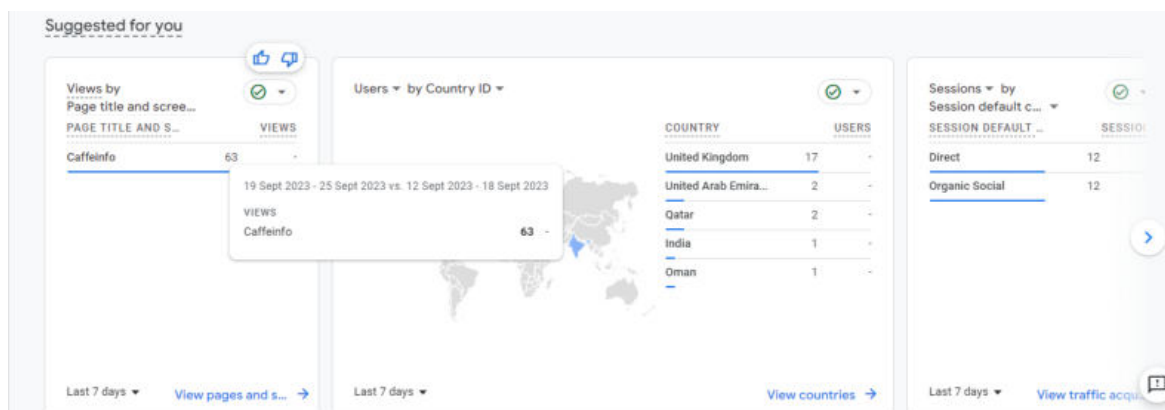 Suggested for you
Views by
Page title and scree...
PAGE TITLE AND S... VIEWS
Caffeinfo 63 -
19 Sept 2023 - 25 Sept 2023 vs. 12 Sept 2023 - 18 Sept 2023
VIEWS
Caffeinfo 63 -
Last 7 days
View pages and s...
Users by Country ID
COUNTRY USERS
United Kingdom 17 -
United Arab Emira... 2 -
Qatar 2 -
India 1 -
Oman 1 -
Last 7 days
View countries
Sessions by
Session default c...
SESSION DEFAULT ... SESSIO
Direct 12
Organic Social 12
Last 7 days
View traffic acqu...